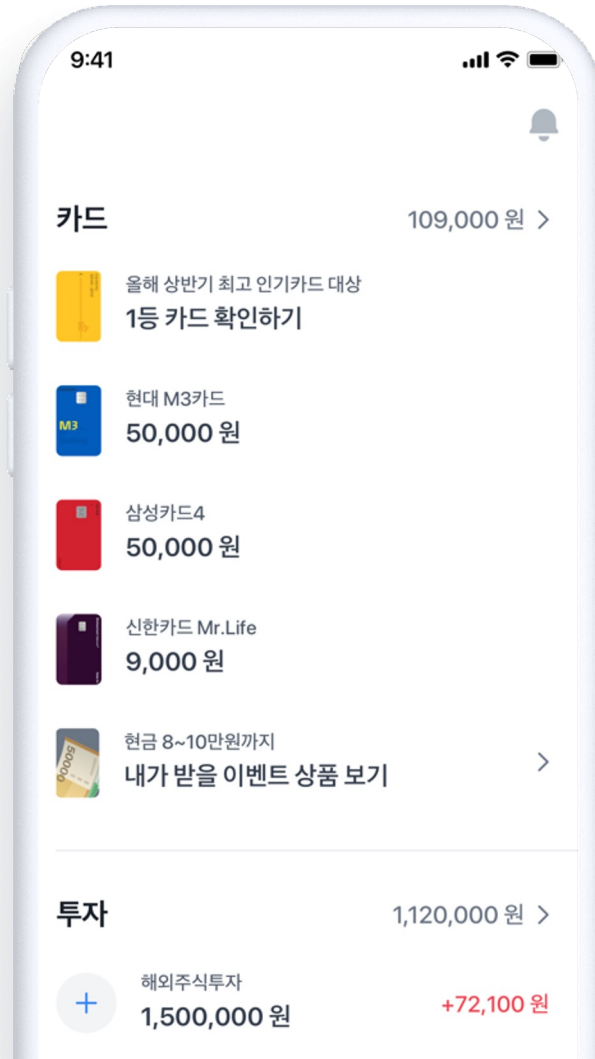 9:41
카드
109,000 원
올해 상반기 최고 인기카드 대상
1등 카드 확인하기
M3
현대 M3카드
50,000 원
삼성카드4
50,000 원
신한카드 Mr.Life
9,000 원
50000
현금 8~10만원까지
내가 받을 이벤트 상품 보기
투자
1,120,000 원
해외주식투자
1,500,000 원
+72,100 원